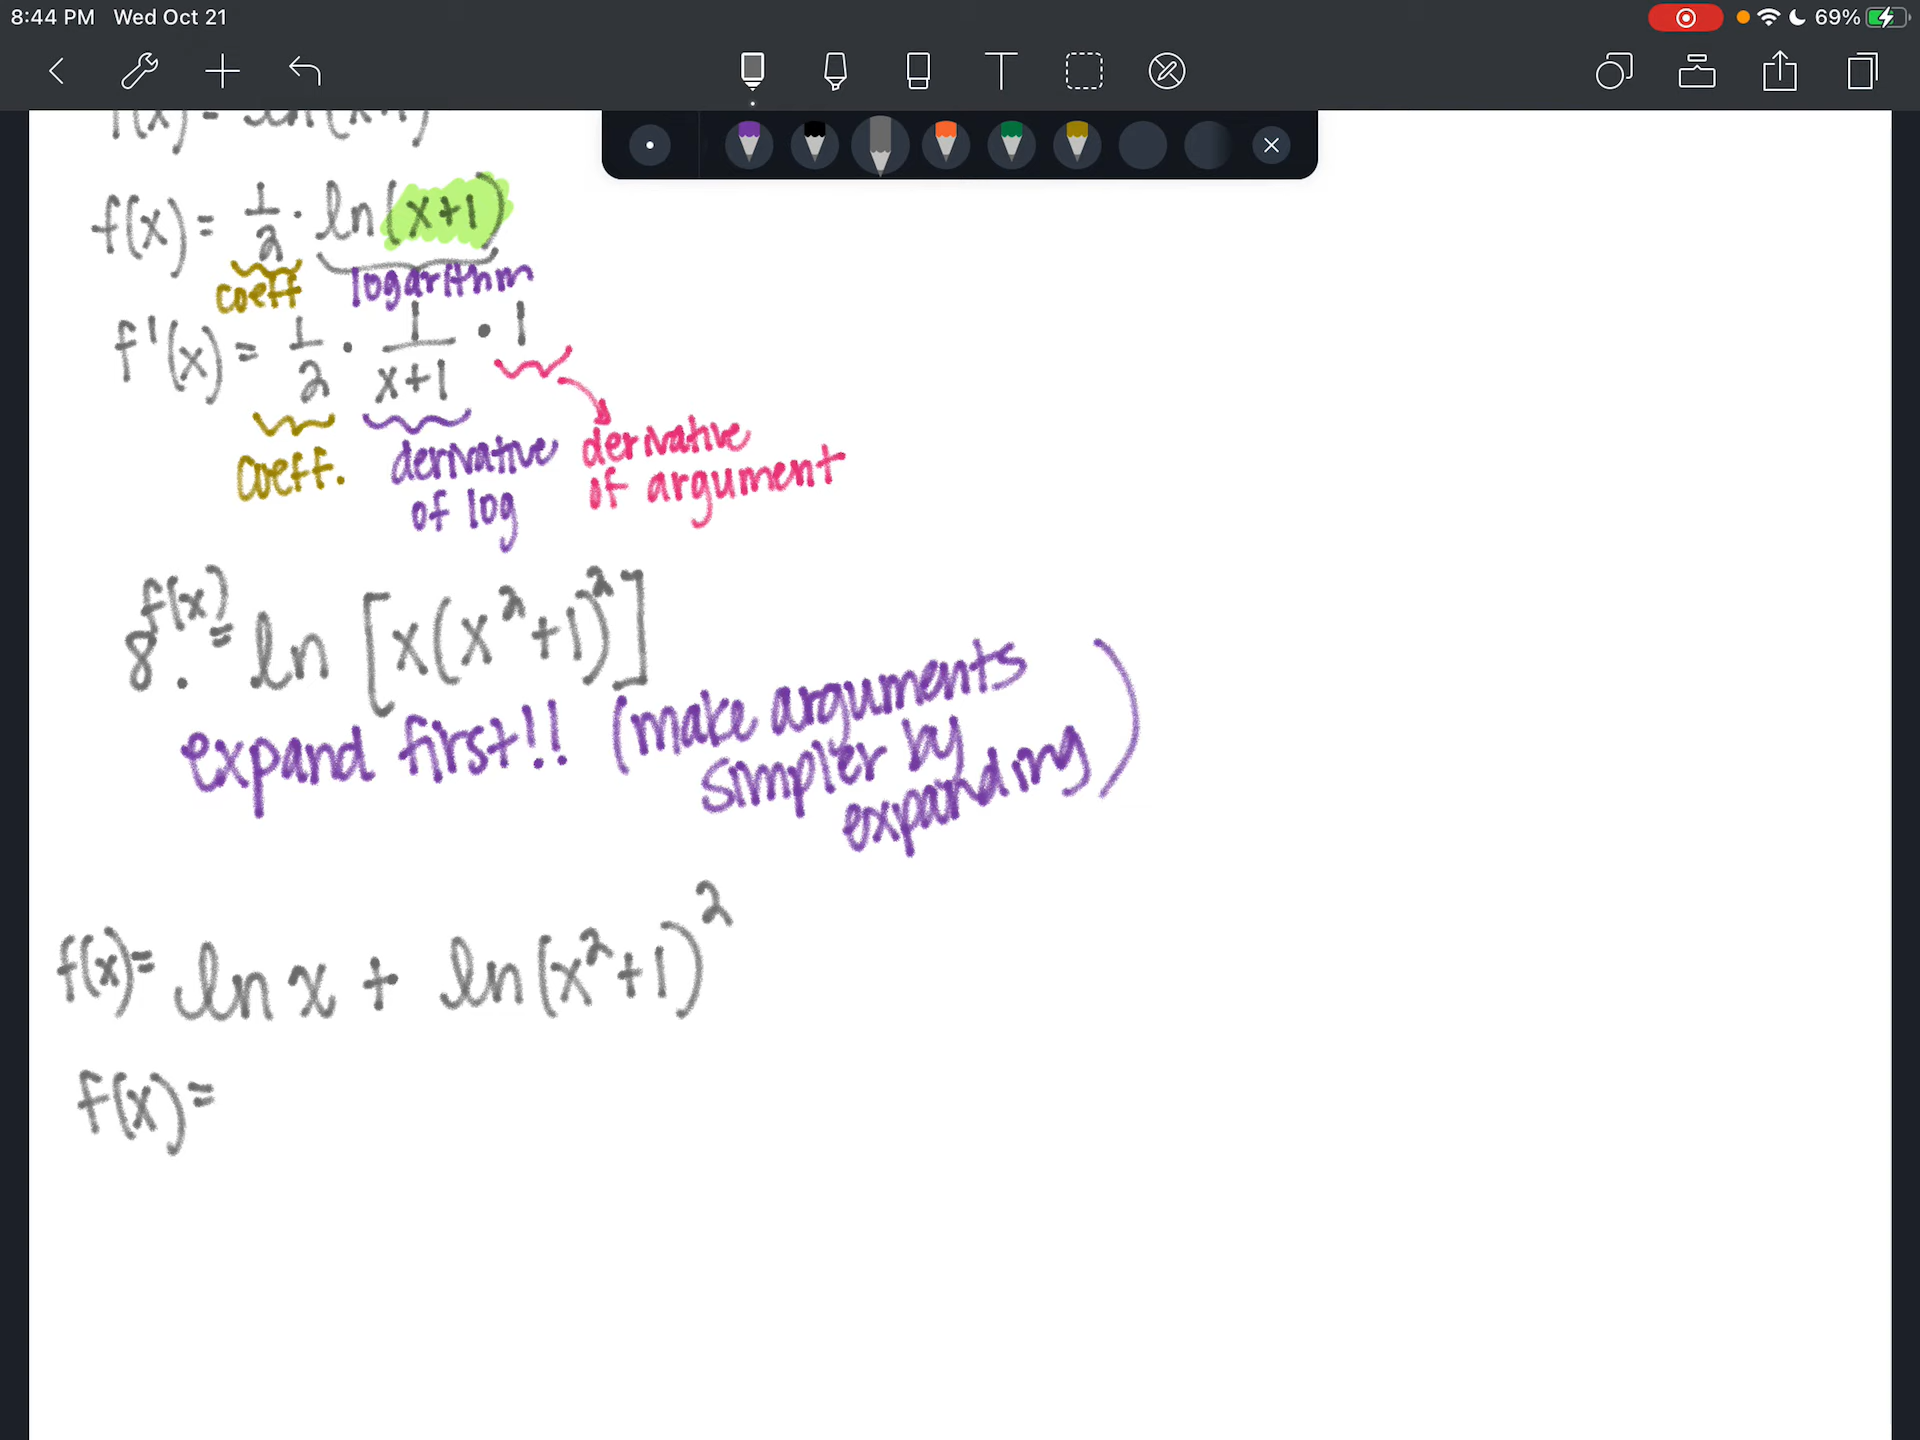 8:44 PM Wed Oct 21
69%
f(x) = ln(x+1)
f(x) = 1/2 · ln(x+1)
coeff logarithm
f'(x) = 1/2 · 1/(x+1) · 1
coeff. derivative of log
derivative of argument
8. f(x) = ln [x(x²+1)²]
expand first!! (make arguments
simpler by
expanding)
f(x) = ln x + ln(x²+1)²
f(x) =